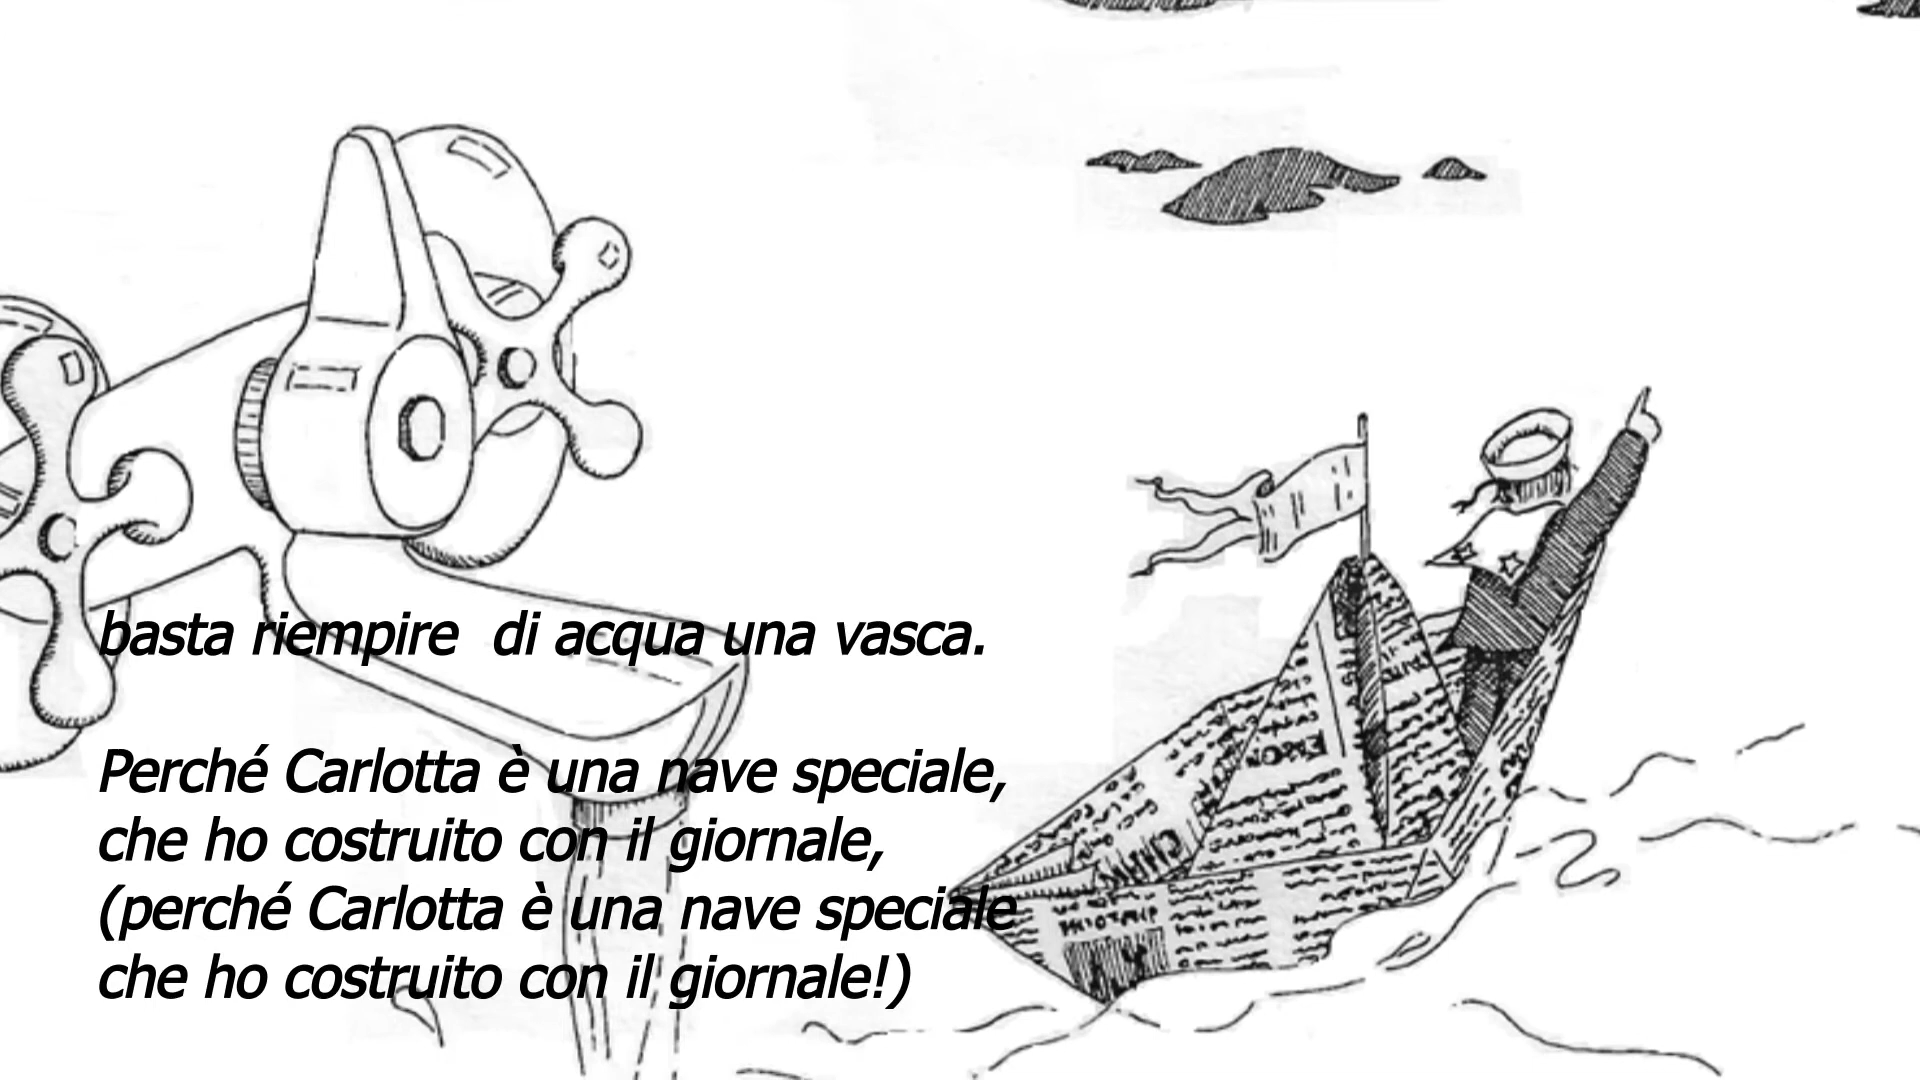 basta riempire  di acqua una vasca.
Perché Carlotta è una nave speciale,
che ho costruito con il giornale,
(perché Carlotta è una nave speciale
che ho costruito con il giornale!)